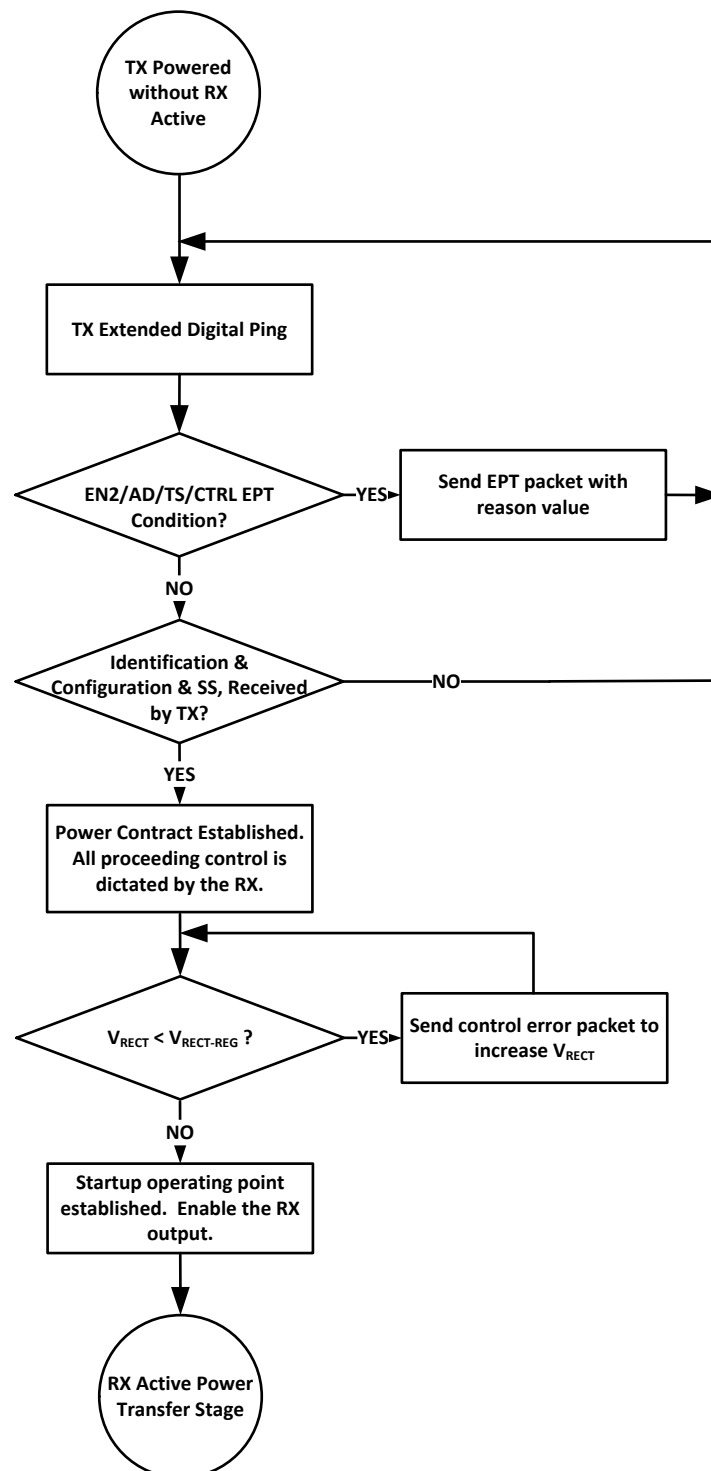 TX Powered
without RX
Active
TX Extended Digital Ping
EN2/AD/TS/CTRL EPT
Condition?
YES
Send EPT packet with
reason value
NO
Identification &
Configuration & SS, Received
by TX?
NO
YES
Power Contract Established.
All proceeding control is
dictated by the RX.
VRECT < VRECT-REG ?
YES
Send control error packet to
increase VRECT
NO
Startup operating point
established. Enable the RX
output.
RX Active Power
Transfer Stage